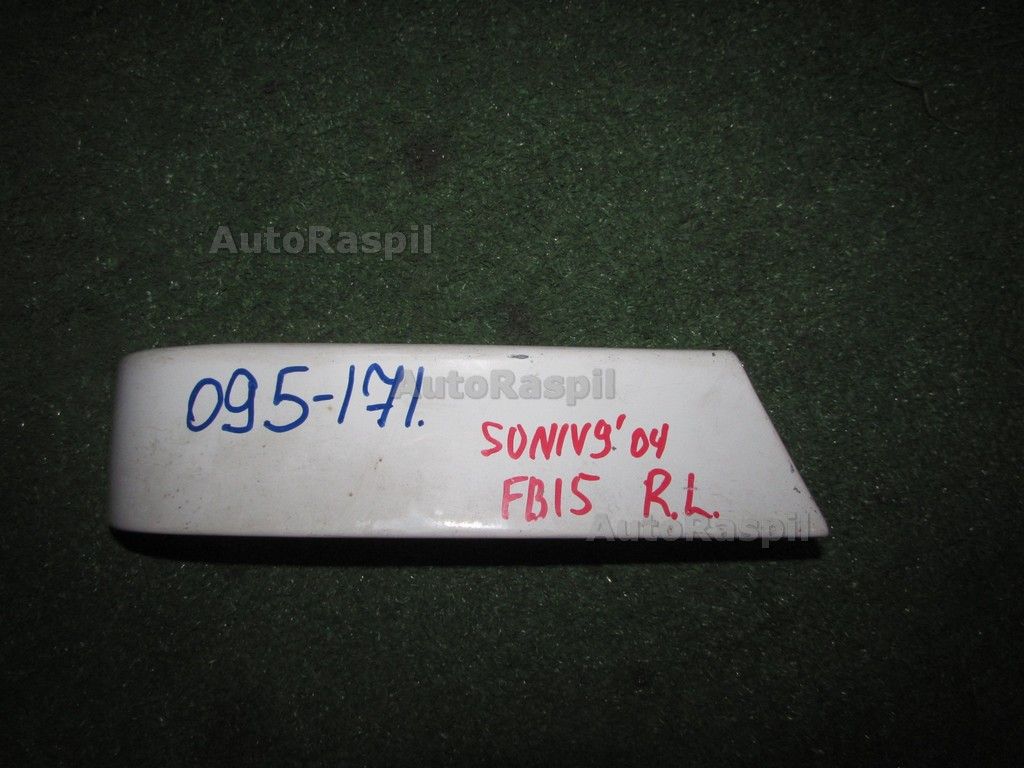 AutoRaspil
095-171.
AutoRaspil
SUNIV9'04
FB15 R.L.
AutoRaspil